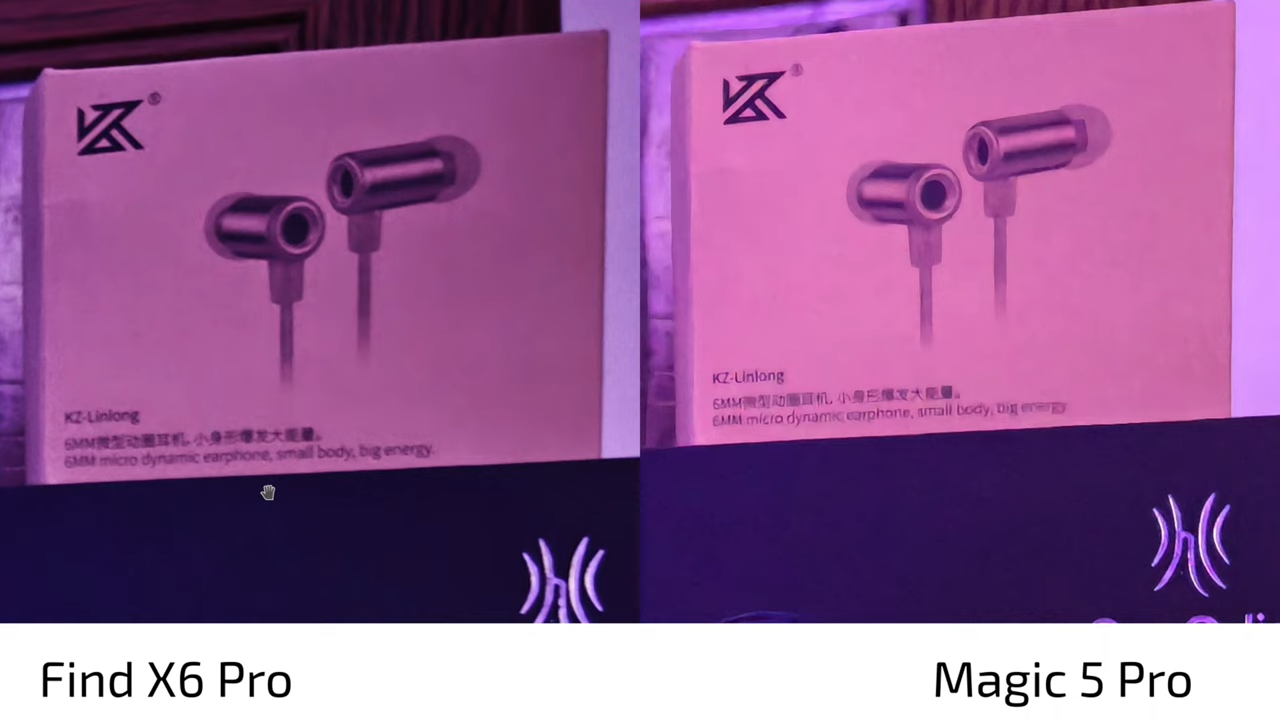 KZ ®
KZ-Linlong
6MM微型动圈耳机, 小身形爆发大能量。
6MM micro dynamic earphone, small body, big energy.
KZ ®
KZ-Linlong
6MM微型动圈耳机, 小身形爆发大能量。
6MM micro dynamic earphone, small body, big energy
Find X6 Pro
Magic 5 Pro